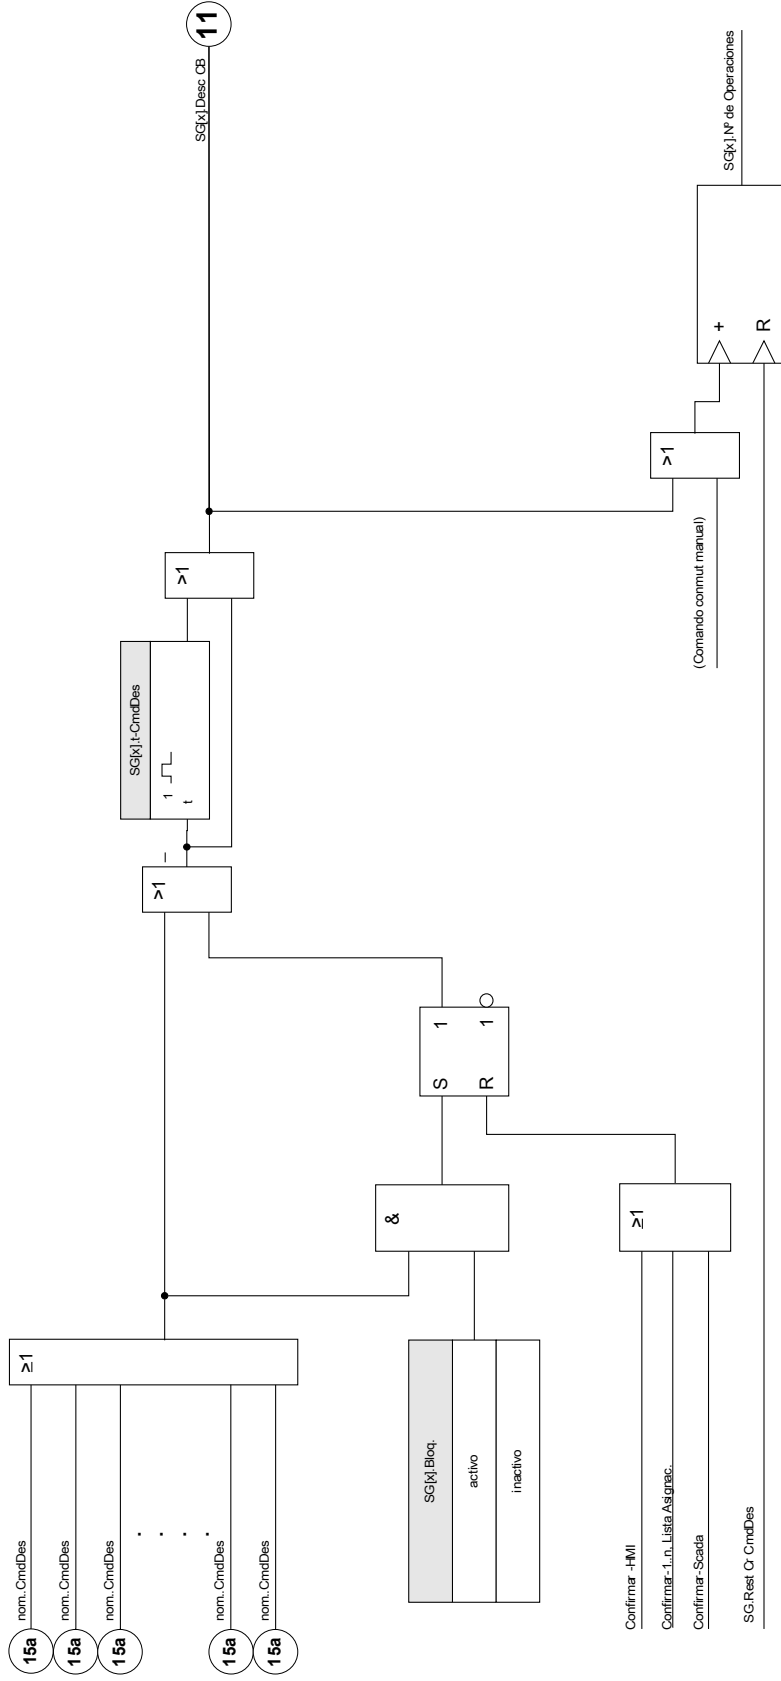 15a
nom..CmdDes
15a
nom..CmdDes
15a
nom..CmdDes
. . . .
15a
nom..CmdDes
15a
nom..CmdDes
≥1
SG[x].Bloq.
activo
inactivo
&
Confirmar -HMI
Confirmar-1..n, Lista Asignac.
Confirmar-Scada
≥1
SG.Rest Cr CmdDes
S 1
R 1
>1
SG[x].t-CmdDes
1
t
>1
SG[x].Desc CB
11
(Comando conmut manual)
>1
+
R
SG[x].Nº de Operaciones